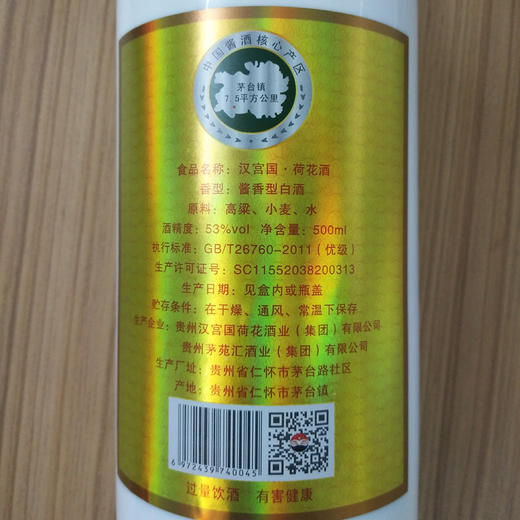 中国酱酒核心产区
茅台镇
7.5平方公里
食品名称：汉宫国·荷花酒
香型：酱香型白酒
原料：高粱、小麦、水
酒精度：53%vol 净含量：500ml
执行标准：GB/T26760-2011（优级）
生产许可证号：SC11552038200313
生产日期：见盒内或瓶盖
贮存条件：在干燥、通风、常温下保存
生产企业：贵州汉宫国荷花酒业（集团）有限公司
贵州茅苑汇酒业（集团）有限公司
生产厂址：贵州省仁怀市茅台路社区
产地：贵州省仁怀市茅台镇
6 972439 740045
过量饮酒 有害健康